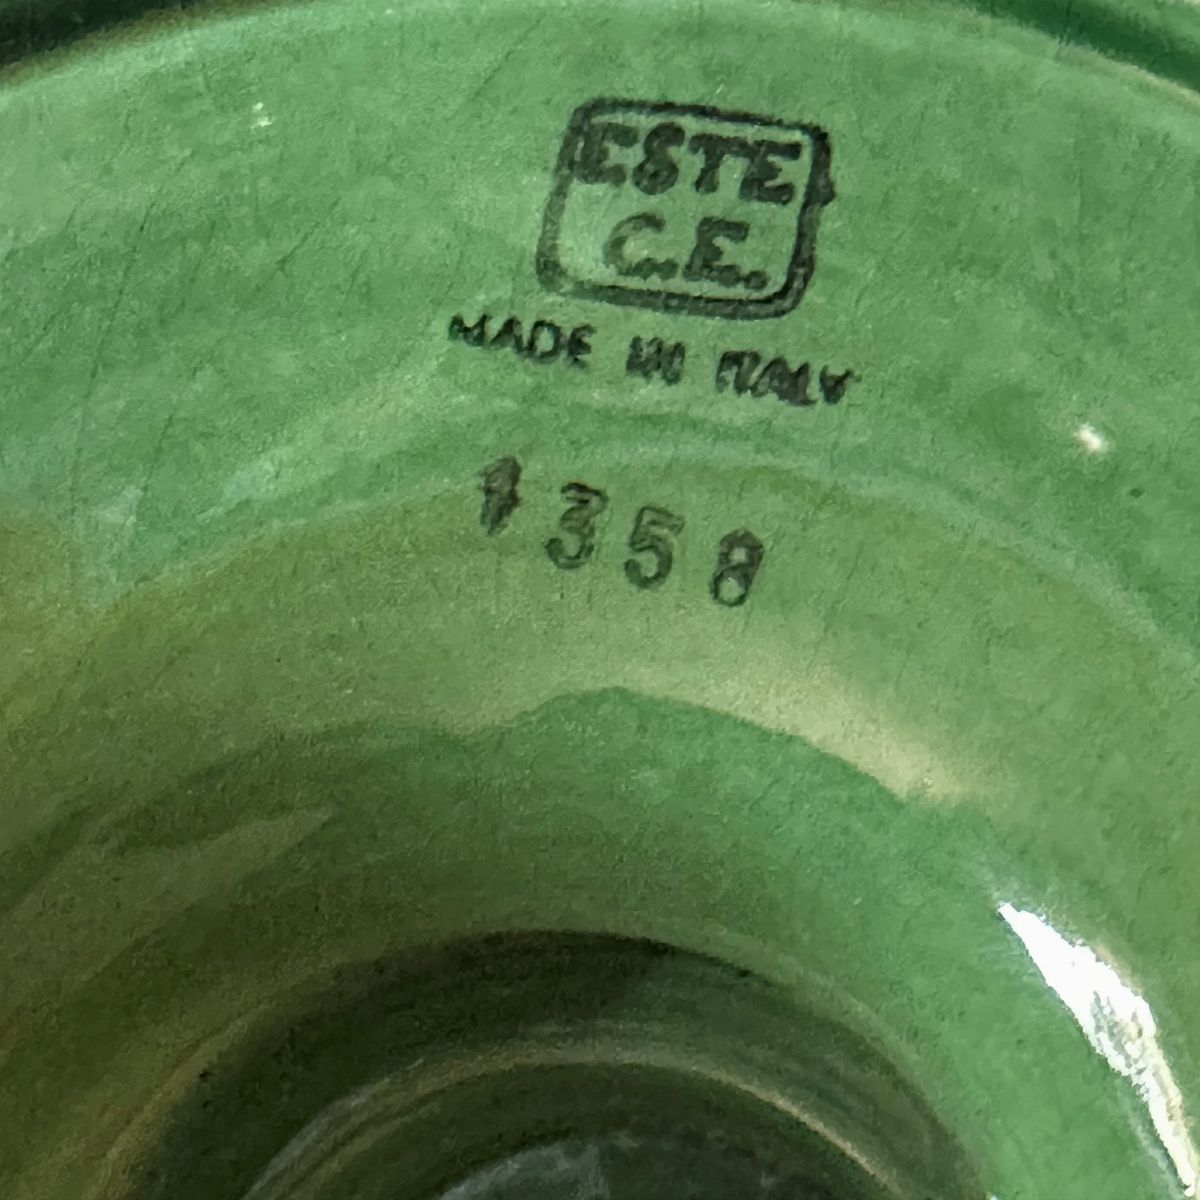 ESTE
C.E.
MADE IN ITALY
1358